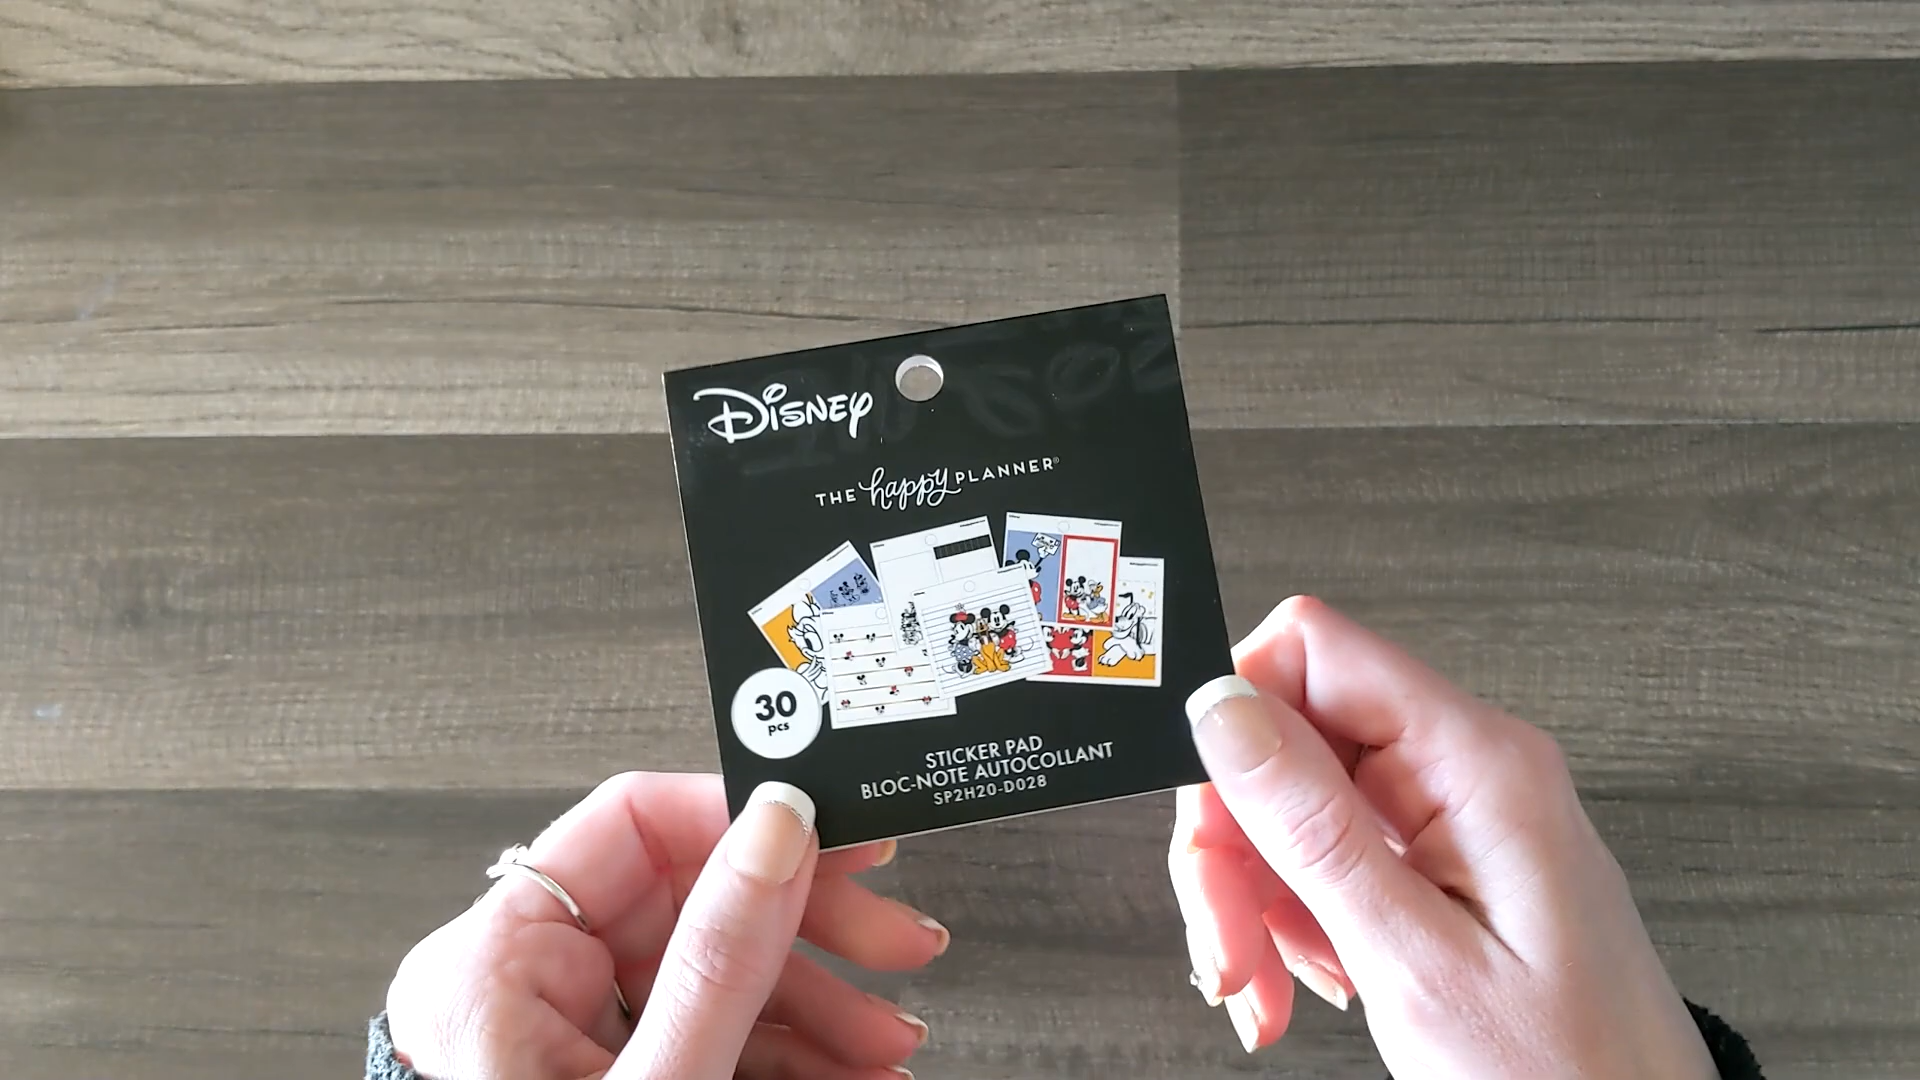 Disney
THE happy PLANNER®
30
pcs
STICKER PAD
BLOC-NOTE AUTOCOLLANT
SP2H20-D028